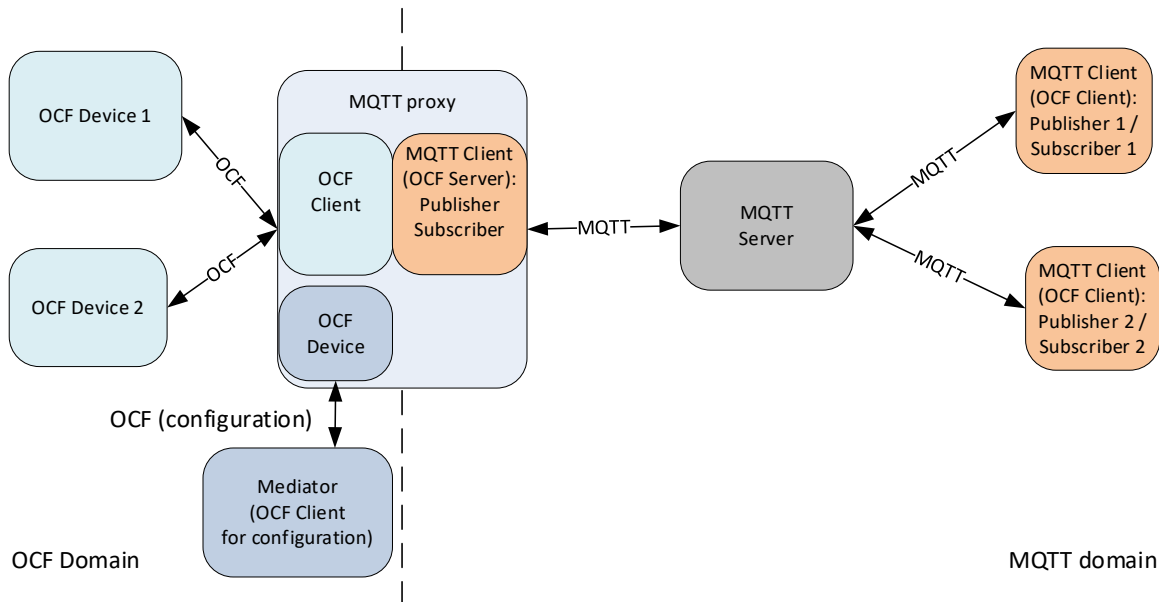 OCF Device 1
OCF
OCF Device 2
OCF
MQTT proxy
OCF
Client
MQTT Client
(OCF Server):
Publisher
Subscriber
OCF
Device
OCF (configuration)
Mediator
(OCF Client
for configuration)
MQTT
MQTT
Server
MQTT
MQTT
MQTT Client
(OCF Client):
Publisher 1 /
Subscriber 1
MQTT Client
(OCF Client):
Publisher 2 /
Subscriber 2
OCF Domain
MQTT domain